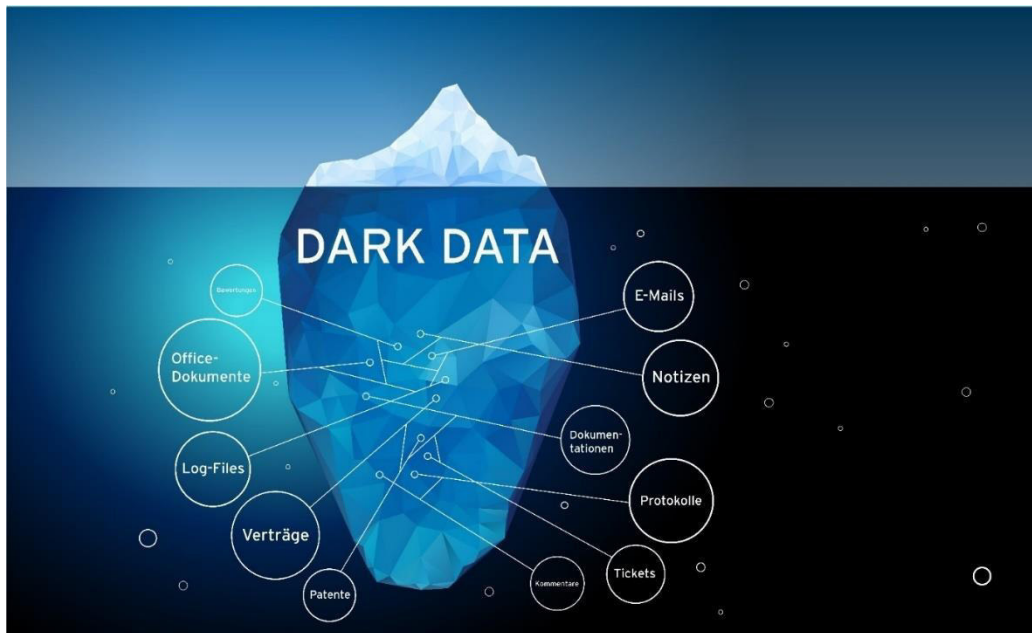 DARK DATA
Bewertungen
E-Mails
Office-
Dokumente
Notizen
Dokumen-
tationen
Log-Files
Protokolle
Verträge
Tickets
Kommentare
Patente